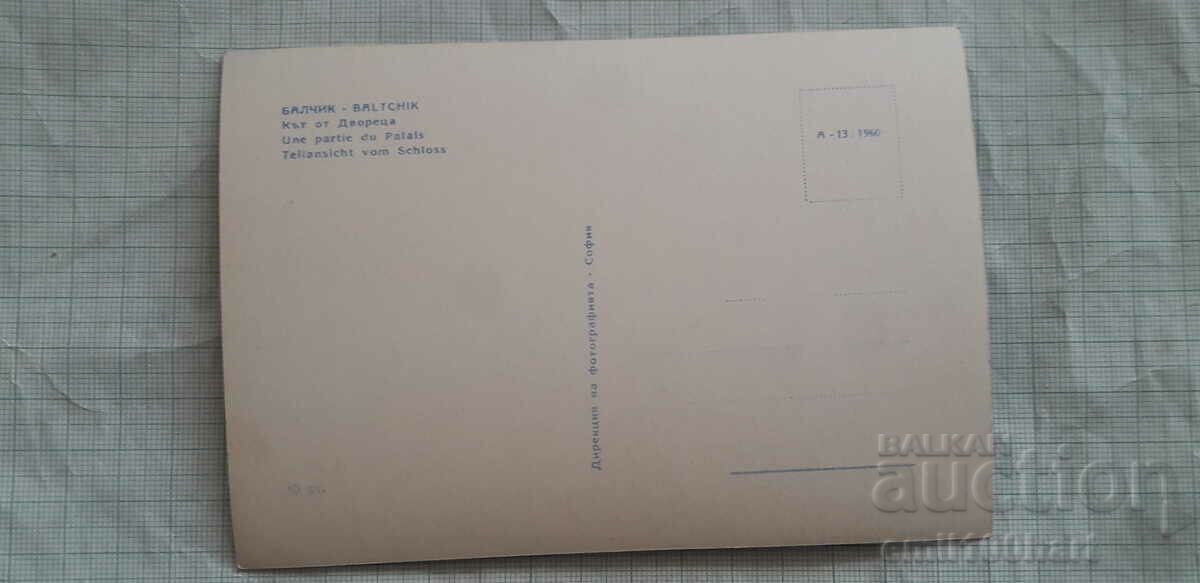 БАЛЧИК - BALTCHIK
Кът от Двореца
Une partie du Palais
Teilansicht vom Schloss
A - 13 / 1960
Дирекция на фотографията - София
BALKAN
auction